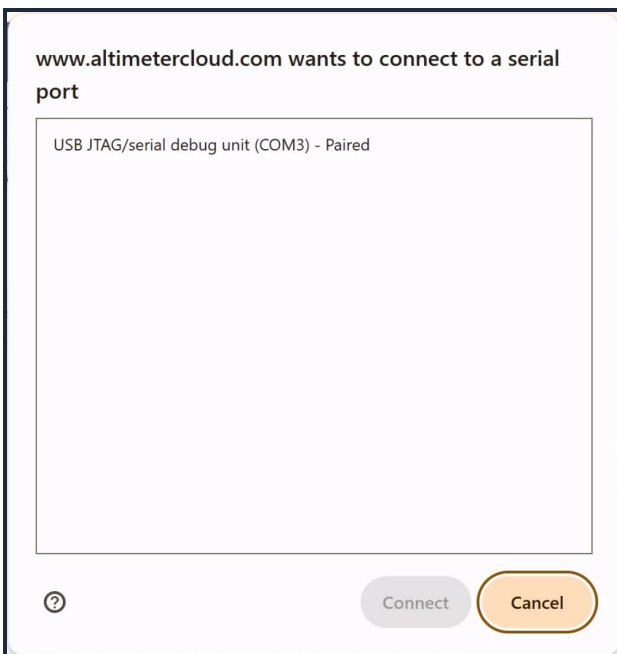 www.altimetercloud.com wants to connect to a serial
port
USB JTAG/serial debug unit (COM3) - Paired
Connect
Cancel